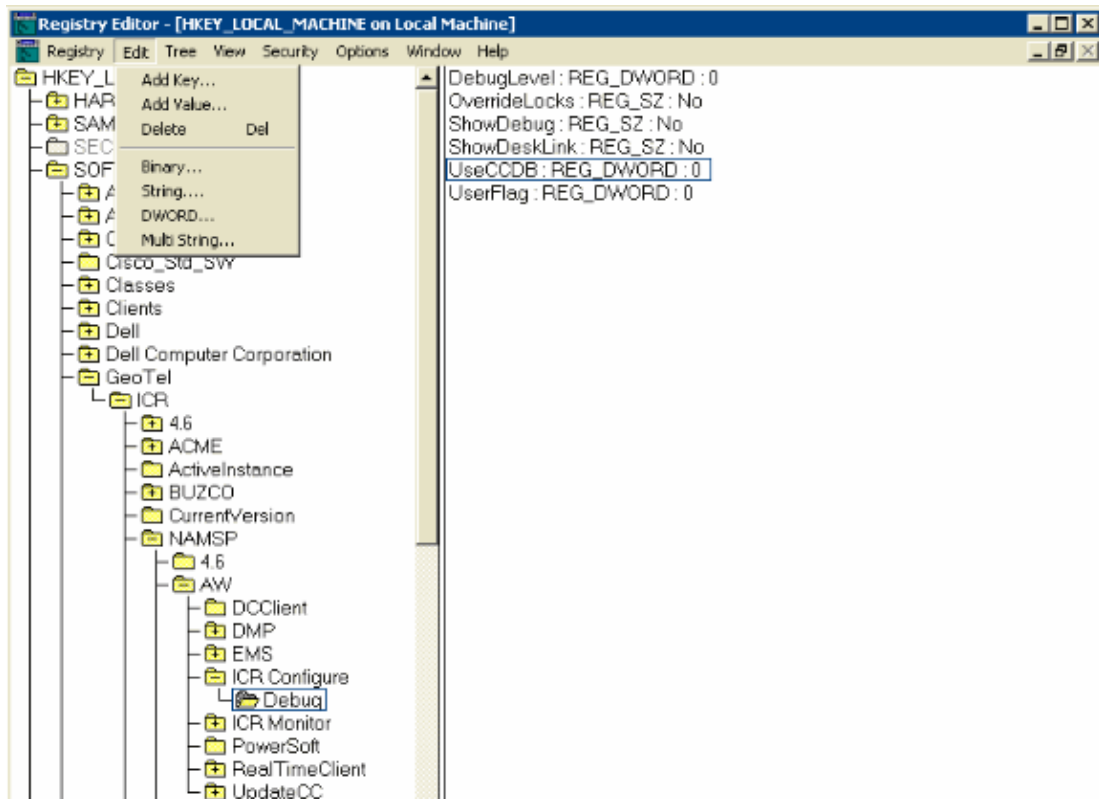 Registry Editor - [HKEY_LOCAL_MACHINE on Local Machine]
Registry Edit Tree View Security Options Window Help
Add Key...
Add Value...
Delete Del
Binary...
String....
DWORD...
Multi String...
HKEY_L
HAR
SAM
SEC
SOF
A
A
C
Cisco_Std_SW
Classes
Clients
Dell
Dell Computer Corporation
GeoTel
ICR
4.6
ACME
ActiveInstance
BUZCO
CurrentVersion
NAMSP
4.6
AW
DCClient
DMP
EMS
ICR Configure
Debug
ICR Monitor
PowerSoft
RealTimeClient
UpdateCC
DebugLevel : REG_DWORD : 0
OverrideLocks : REG_SZ : No
ShowDebug : REG_SZ : No
ShowDeskLink : REG_SZ : No
UseCCDB : REG_DWORD : 0
UserFlag : REG_DWORD : 0